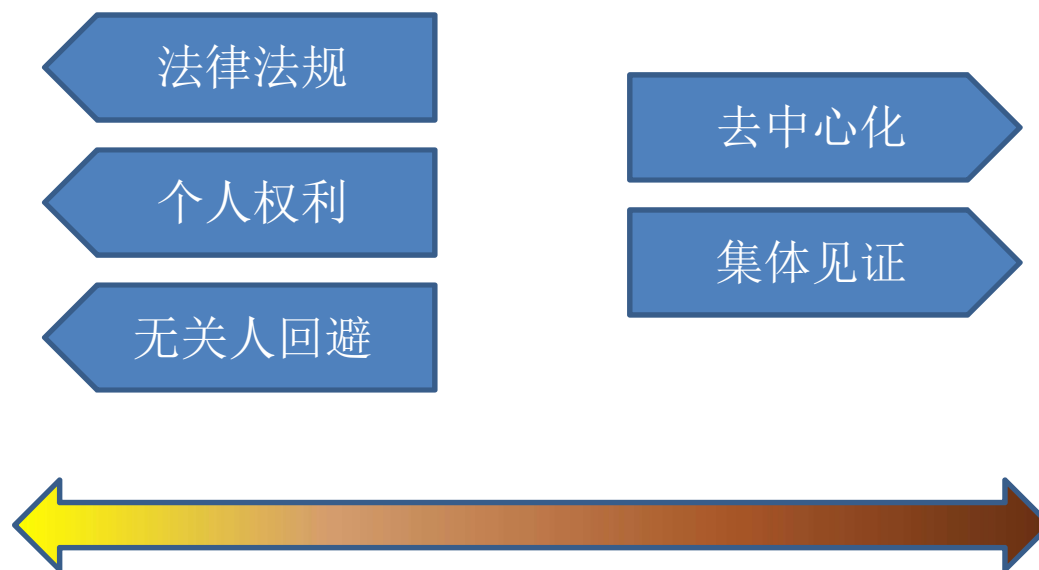 法律法规
个人权利
无关人回避
去中心化
集体见证